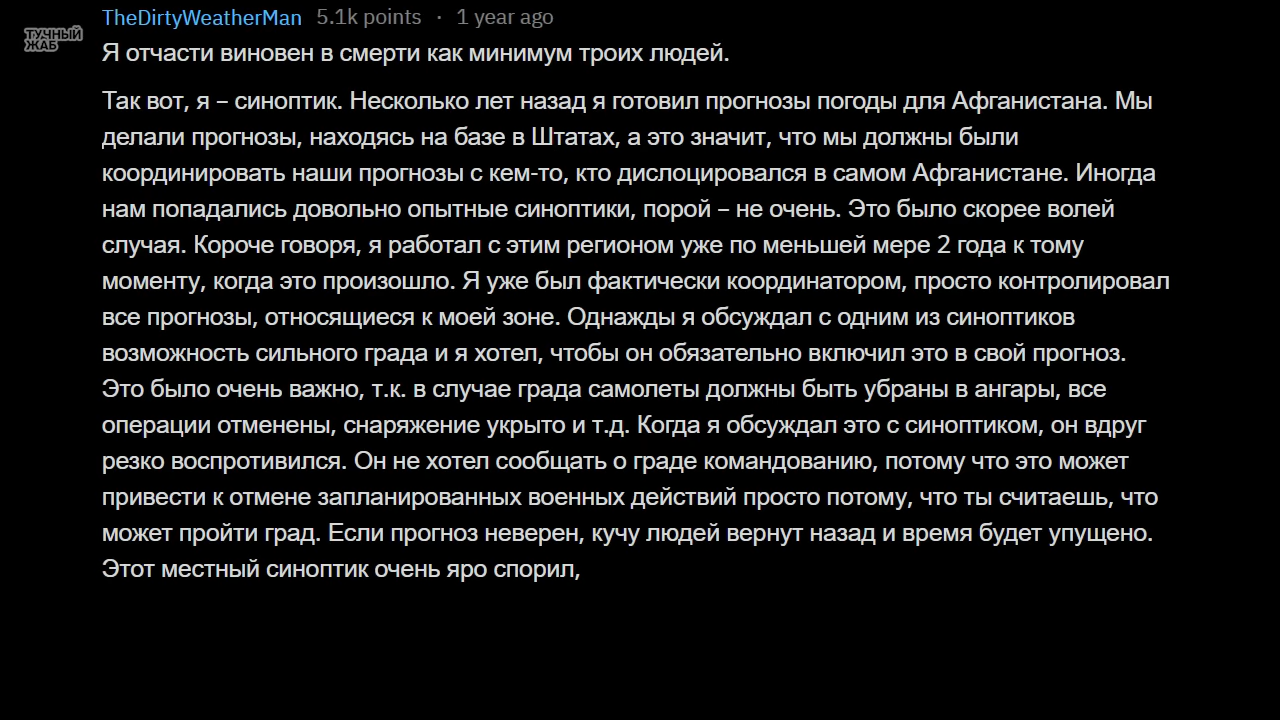 ТУЧНЫЙ
ЖАБ
TheDirtyWeatherMan 5.1k points · 1 year ago
Я отчасти виновен в смерти как минимум троих людей.
Так вот, я – синоптик. Несколько лет назад я готовил прогнозы погоды для Афганистана. Мы
делали прогнозы, находясь на базе в Штатах, а это значит, что мы должны были
координировать наши прогнозы с кем-то, кто дислоцировался в самом Афганистане. Иногда
нам попадались довольно опытные синоптики, порой – не очень. Это было скорее волей
случая. Короче говоря, я работал с этим регионом уже по меньшей мере 2 года к тому
моменту, когда это произошло. Я уже был фактически координатором, просто контролировал
все прогнозы, относящиеся к моей зоне. Однажды я обсуждал с одним из синоптиков
возможность сильного града и я хотел, чтобы он обязательно включил это в свой прогноз.
Это было очень важно, т.к. в случае града самолеты должны быть убраны в ангары, все
операции отменены, снаряжение укрыто и т.д. Когда я обсуждал это с синоптиком, он вдруг
резко воспротивился. Он не хотел сообщать о граде командованию, потому что это может
привести к отмене запланированных военных действий просто потому, что ты считаешь, что
может пройти град. Если прогноз неверен, кучу людей вернут назад и время будет упущено.
Этот местный синоптик очень яро спорил,